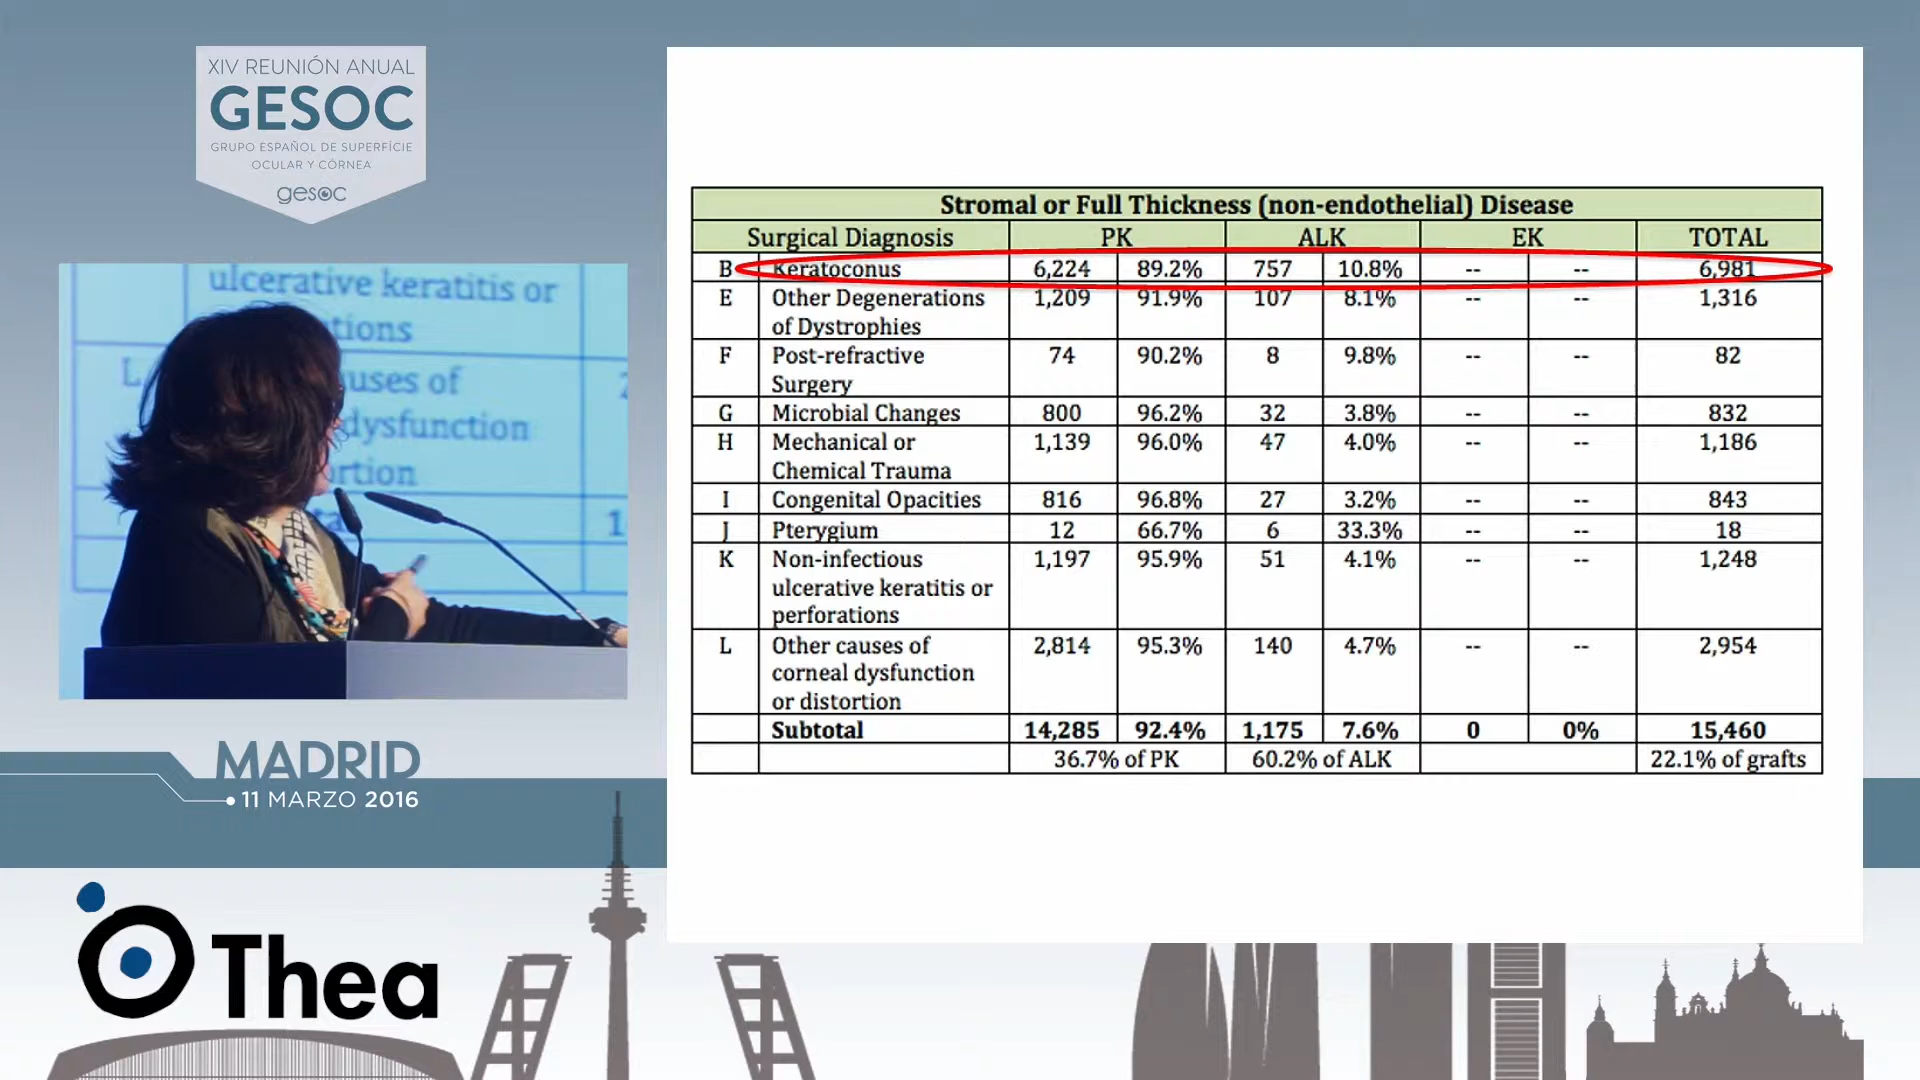 XIV REUNIÓN ANUAL
GESOC
GRUPO ESPAÑOL DE SUPERFÍCIE
OCULAR Y CÓRNEA
gesoc
ulcerative keratitis or
tions
L
uses of
dysfunction
rtion
MADRID
11 MARZO 2016
Thea
Stromal or Full Thickness (non-endothelial) Disease
Surgical Diagnosis PK ALK EK TOTAL
B Keratoconus 6,224 89.2% 757 10.8% -- -- 6,981
E Other Degenerations 1,209 91.9% 107 8.1% -- -- 1,316
of Dystrophies
F Post-refractive 74 90.2% 8 9.8% -- -- 82
Surgery
G Microbial Changes 800 96.2% 32 3.8% -- -- 832
H Mechanical or 1,139 96.0% 47 4.0% -- -- 1,186
Chemical Trauma
I Congenital Opacities 816 96.8% 27 3.2% -- -- 843
J Pterygium 12 66.7% 6 33.3% -- -- 18
K Non-infectious 1,197 95.9% 51 4.1% -- -- 1,248
ulcerative keratitis or
perforations
L Other causes of 2,814 95.3% 140 4.7% -- -- 2,954
corneal dysfunction
or distortion
Subtotal 14,285 92.4% 1,175 7.6% 0 0% 15,460
36.7% of PK 60.2% of ALK 22.1% of grafts